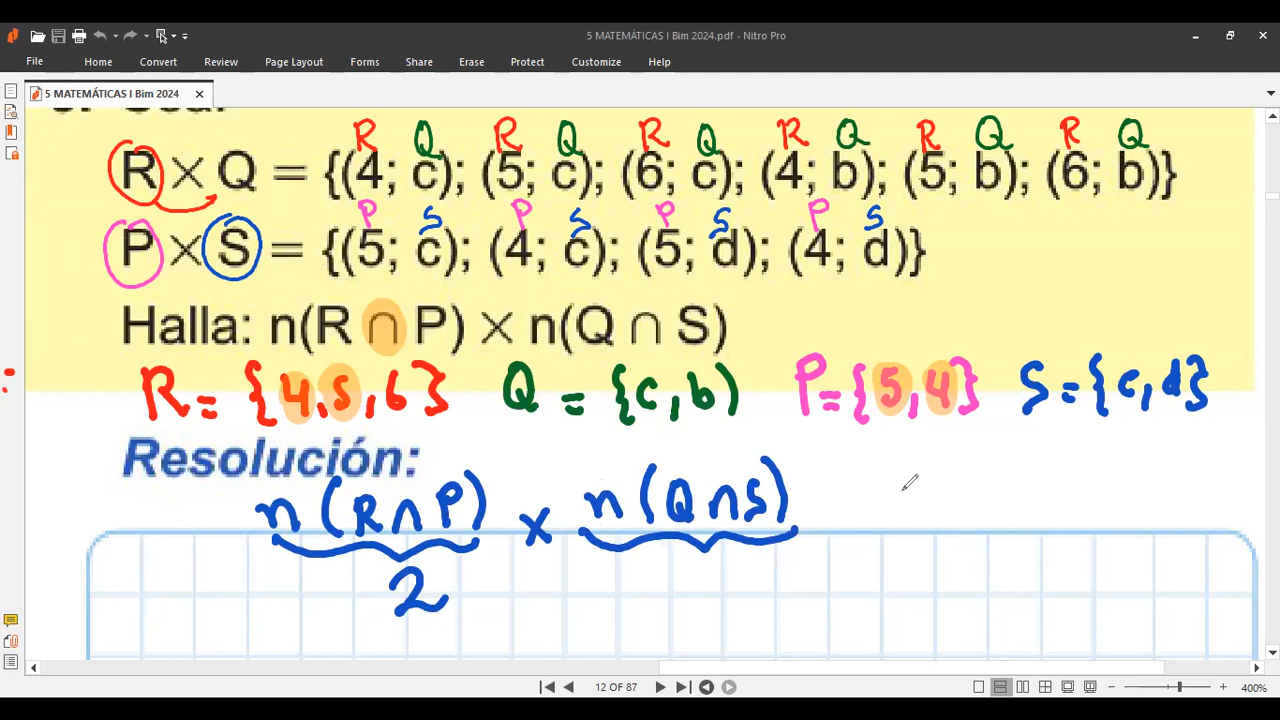 5 MATEMÁTICAS I Bim 2024.pdf - Nitro Pro
File Home Convert Review Page Layout Forms Share Erase Protect Customize Help
5 MATEMÁTICAS I Bim 2024
R Q R Q R Q R Q R Q R Q
R × Q = {(4; c); (5; c); (6; c); (4; b); (5; b); (6; b)}
P S P S P S P S
P × S = {(5; c); (4; c); (5; d); (4; d)}
Halla: n(R ∩ P) × n(Q ∩ S)
R = {4,5,6} Q = {c,b) P = {5,4} S = {c,d}
Resolución:
n(R∩P) × n(Q∩S)
2
12 OF 87
400%